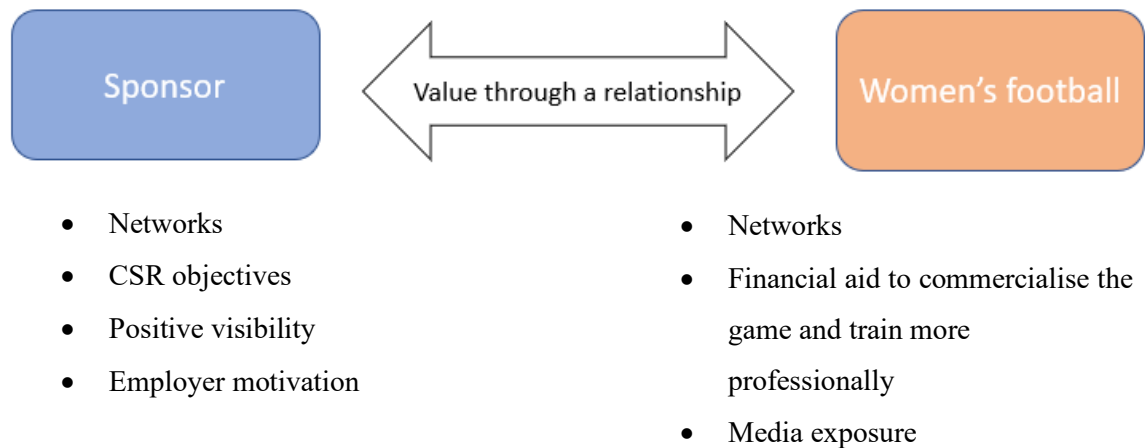 Sponsor
Value through a relationship
Women's football
• Networks
• CSR objectives
• Positive visibility
• Employer motivation
• Networks
• Financial aid to commercialise the
game and train more
professionally
• Media exposure